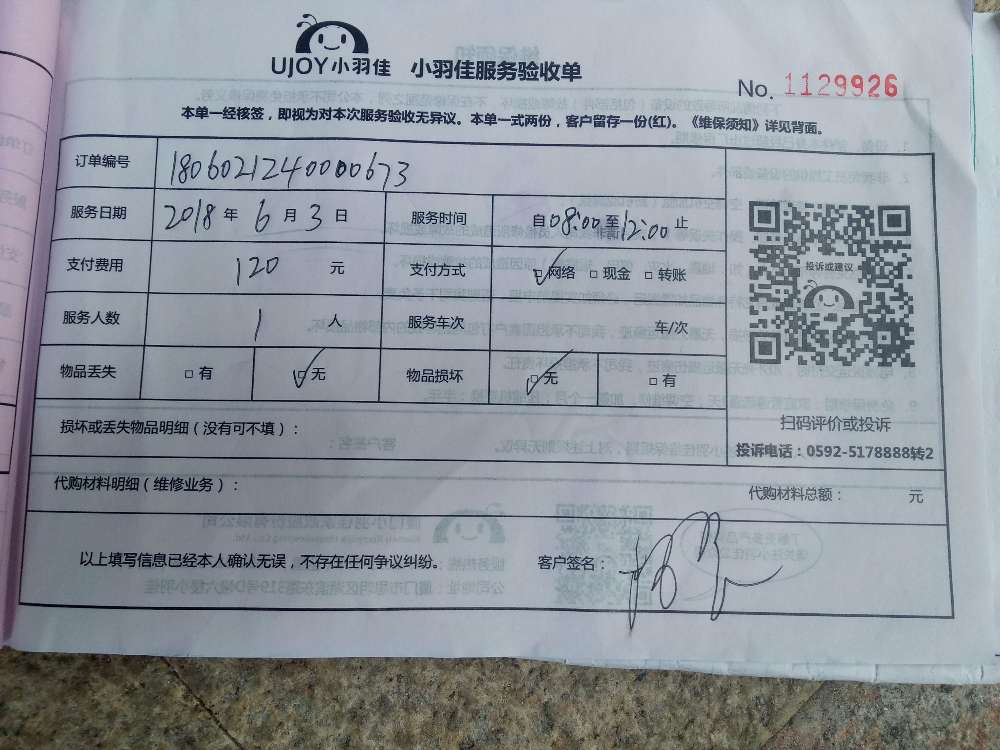 UJOY小羽佳 小羽佳服务验收单
No. 1129926
本单一经核签，即视为对本次服务验收无异议。本单一式两份，客户留存一份(红)。《维保须知》详见背面。
订单编号 1806021240000673
服务日期 2018 年 6 月 3 日 服务时间 自 08:00 至 12:00 止
支付费用 120 元 支付方式 ☑网络 □现金 □转账
服务人数 1 人 服务车次 车/次
物品丢失 □有 ☑无 物品损坏 ☑无 □有
投诉或建议
扫码评价或投诉
投诉电话：0592-5178888转2
损坏或丢失物品明细（没有可不填）：
代购材料明细（维修业务）： 代购材料总额： 元
以上填写信息已经本人确认无误，不存在任何争议纠纷。 客户签名：